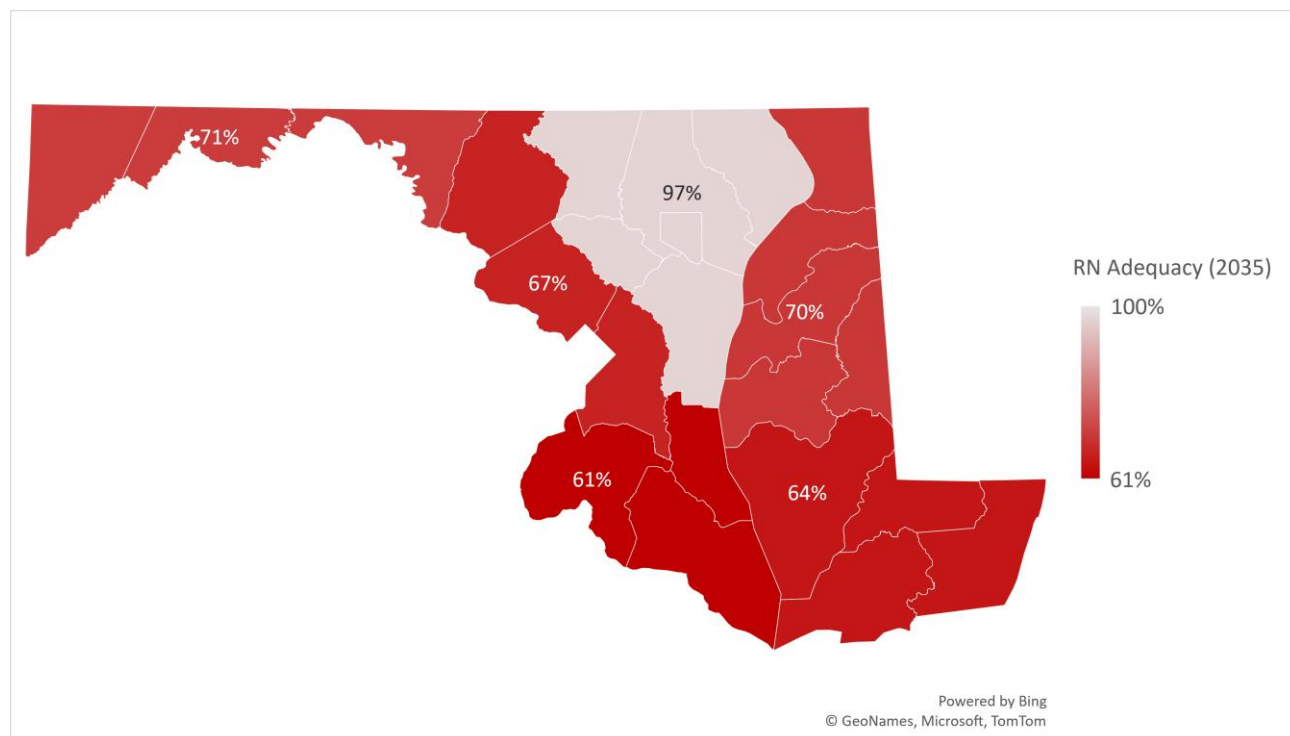 71%
97%
67%
70%
61%
64%
RN Adequacy (2035)
100%
61%
Powered by Bing
© GeoNames, Microsoft, TomTom